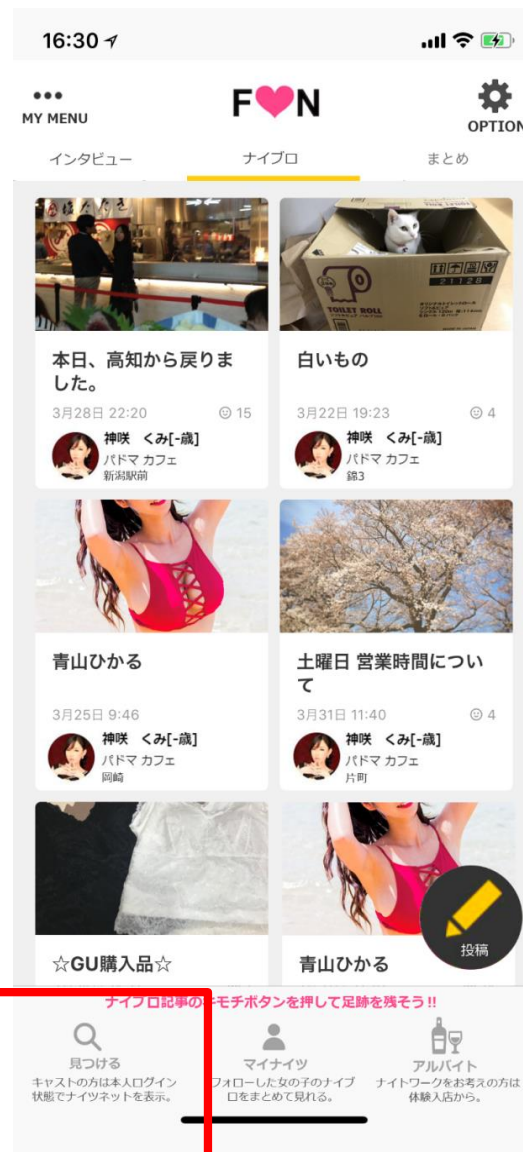 16:30
MY MENU
F♥N
OPTION
インタビュー
ナイブロ
まとめ
本日、高知から戻りま
した。
3月28日 22:20
15
神咲 くみ[-歳]
パドマ カフェ
新潟駅前
TOILET ROLL
21128
白いもの
3月22日 19:23
4
神咲 くみ[-歳]
パドマ カフェ
錦3
青山ひかる
3月25日 9:46
神咲 くみ[-歳]
パドマ カフェ
岡崎
土曜日 営業時間につい
て
3月31日 11:40
4
神咲 くみ[-歳]
パドマ カフェ
片町
☆GU購入品☆
青山ひかる
投稿
ナイブロ記事のキモチボタンを押して足跡を残そう!!
見つける
キャストの方は本人ログイン
状態でナイツネットを表示。
マイナイツ
フォローした女の子のナイブ
ロをまとめて見れる。
アルバイト
ナイトワークをお考えの方は
体験入店から。